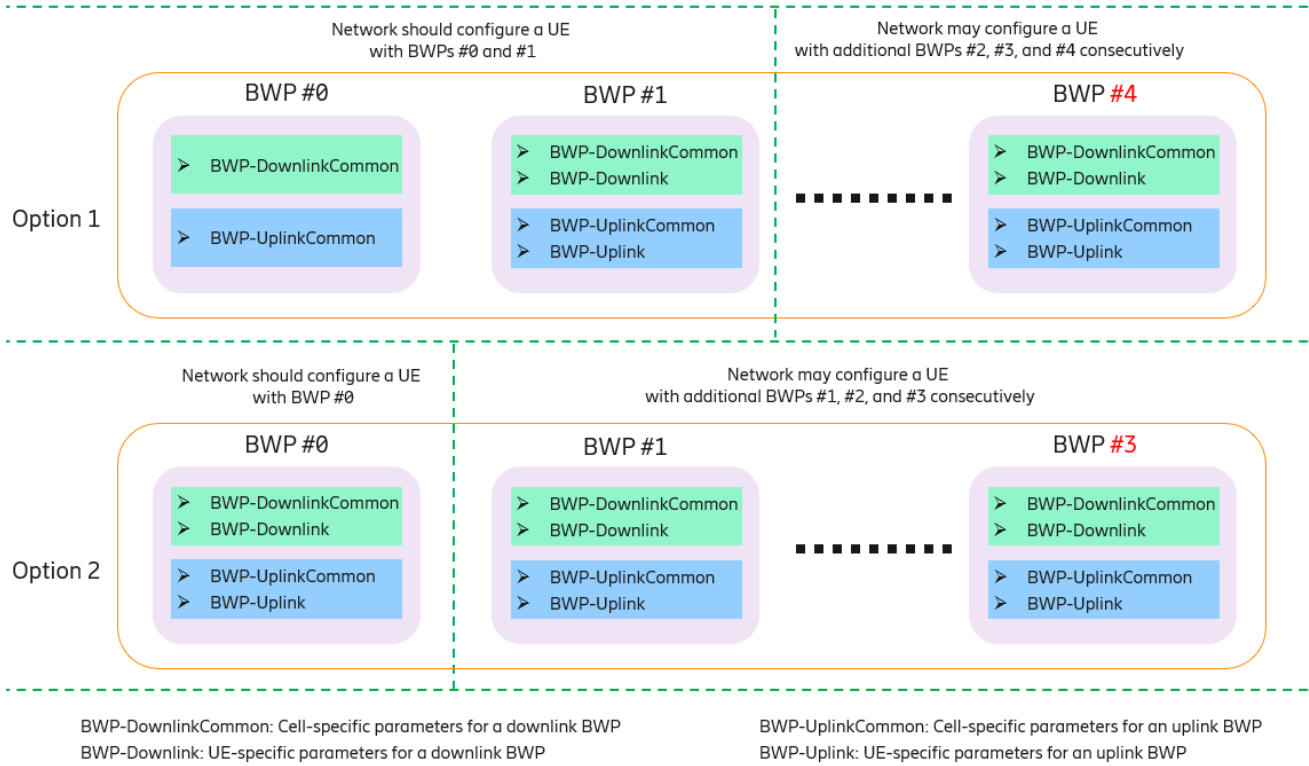 Network should configure a UE
with BWPs #0 and #1
Network may configure a UE
with additional BWPs #2, #3, and #4 consecutively
BWP #0
BWP #1
BWP #4
Option 1
➢ BWP-DownlinkCommon
➢ BWP-UplinkCommon
➢ BWP-DownlinkCommon
➢ BWP-Downlink
➢ BWP-UplinkCommon
➢ BWP-Uplink
➢ BWP-DownlinkCommon
➢ BWP-Downlink
➢ BWP-UplinkCommon
➢ BWP-Uplink
Network should configure a UE
with BWP #0
Network may configure a UE
with additional BWPs #1, #2, and #3 consecutively
BWP #0
BWP #1
BWP #3
Option 2
➢ BWP-DownlinkCommon
➢ BWP-Downlink
➢ BWP-UplinkCommon
➢ BWP-Uplink
➢ BWP-DownlinkCommon
➢ BWP-Downlink
➢ BWP-UplinkCommon
➢ BWP-Uplink
➢ BWP-DownlinkCommon
➢ BWP-Downlink
➢ BWP-UplinkCommon
➢ BWP-Uplink
BWP-DownlinkCommon: Cell-specific parameters for a downlink BWP
BWP-Downlink: UE-specific parameters for a downlink BWP
BWP-UplinkCommon: Cell-specific parameters for an uplink BWP
BWP-Uplink: UE-specific parameters for an uplink BWP